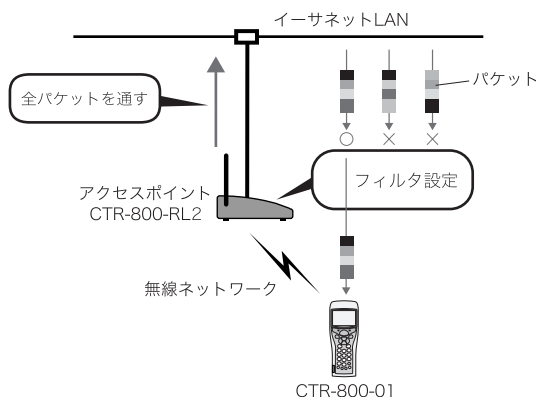 イーサネットLAN
全パケットを通す
パケット
○
×
×
フィルタ設定
アクセスポイント
CTR-800-RL2
無線ネットワーク
CTR-800-01